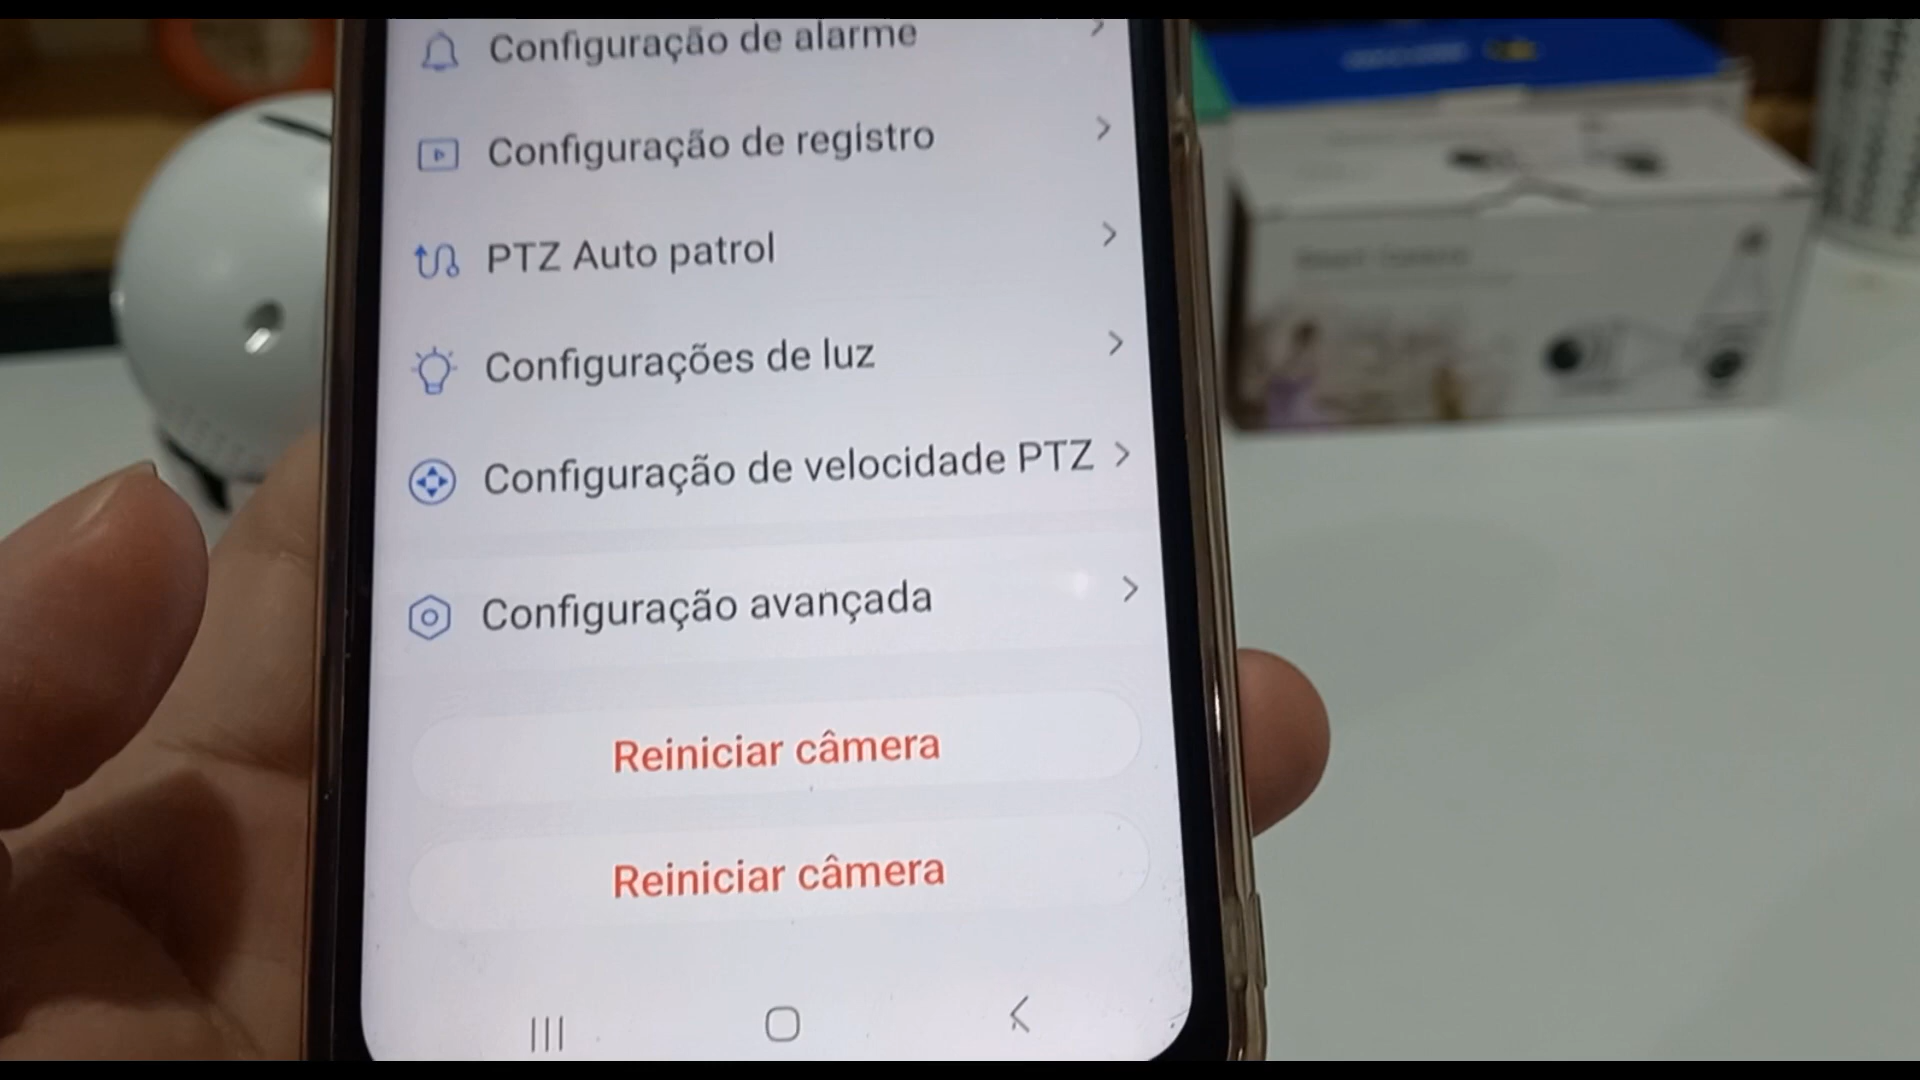 Configuração de alarme
Configuração de registro
PTZ Auto patrol
Configurações de luz
Configuração de velocidade PTZ
Configuração avançada
Reiniciar câmera
Reiniciar câmera